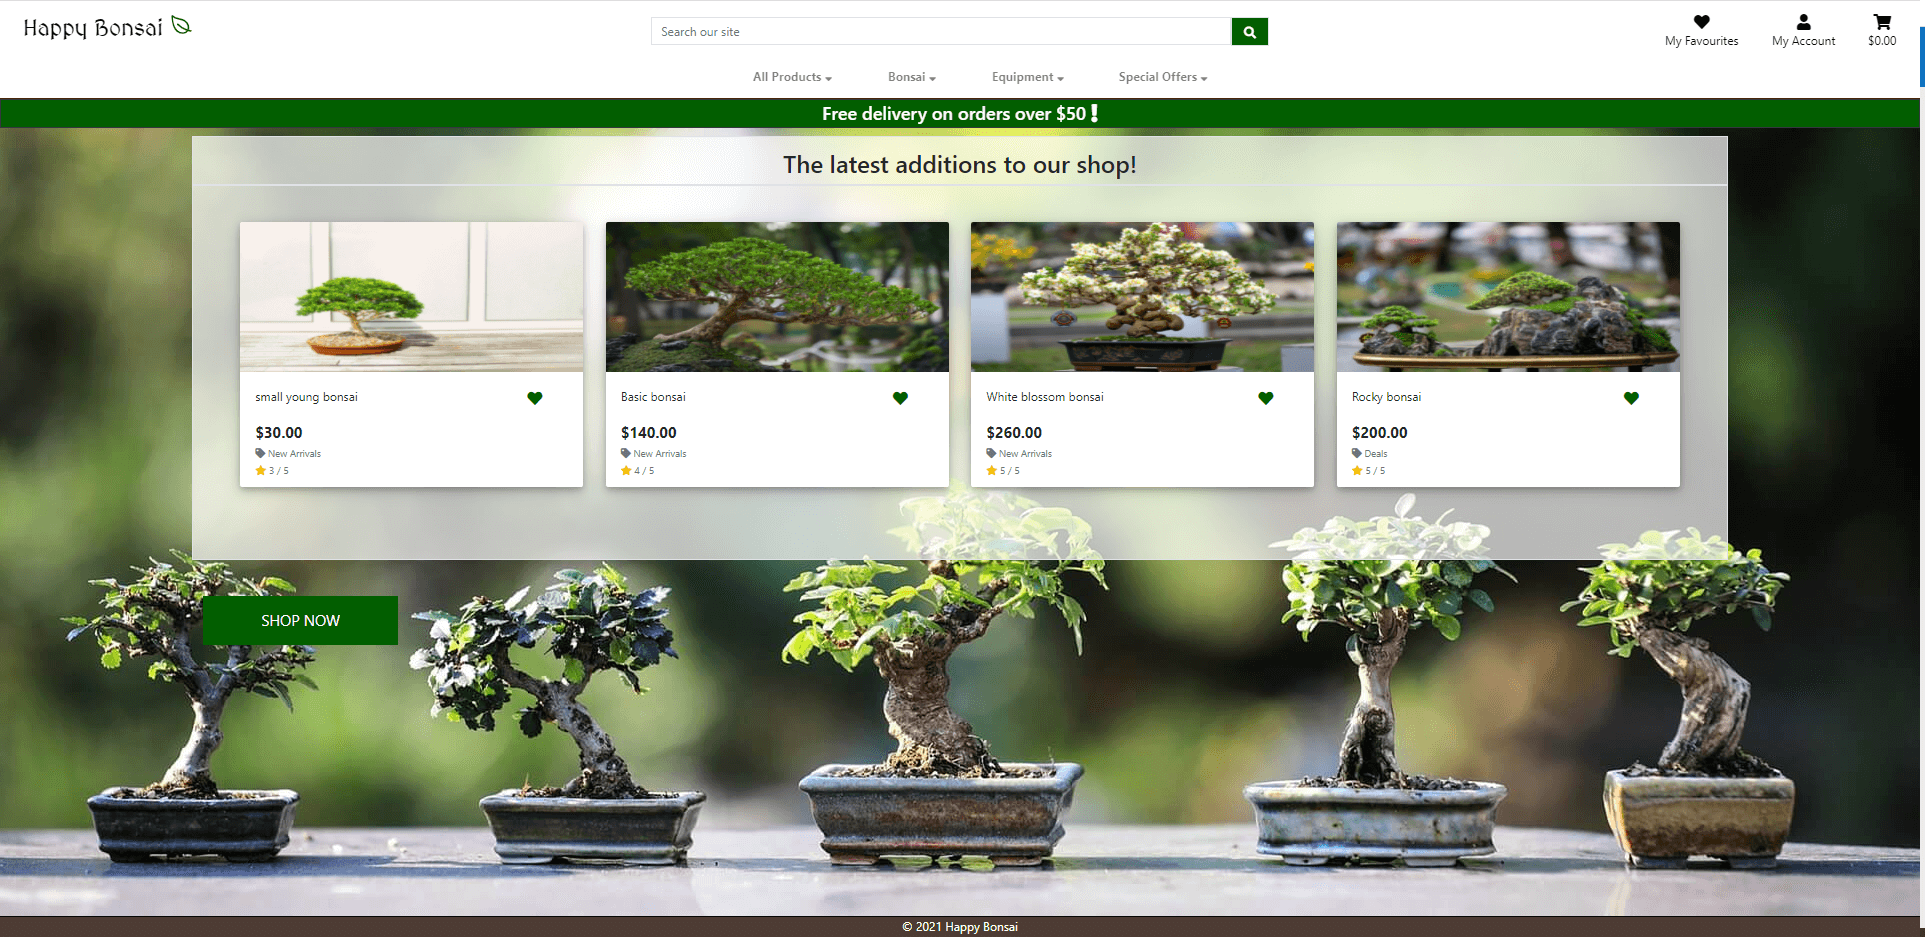 Happy Bonsai
Search our site
My Favourites
My Account
$0.00
All Products
Bonsai
Equipment
Special Offers
Free delivery on orders over $50!
The latest additions to our shop!
small young bonsai
$30.00
New Arrivals
3 / 5
Basic bonsai
$140.00
New Arrivals
4 / 5
White blossom bonsai
$260.00
New Arrivals
5 / 5
Rocky bonsai
$200.00
Deals
5 / 5
SHOP NOW
© 2021 Happy Bonsai